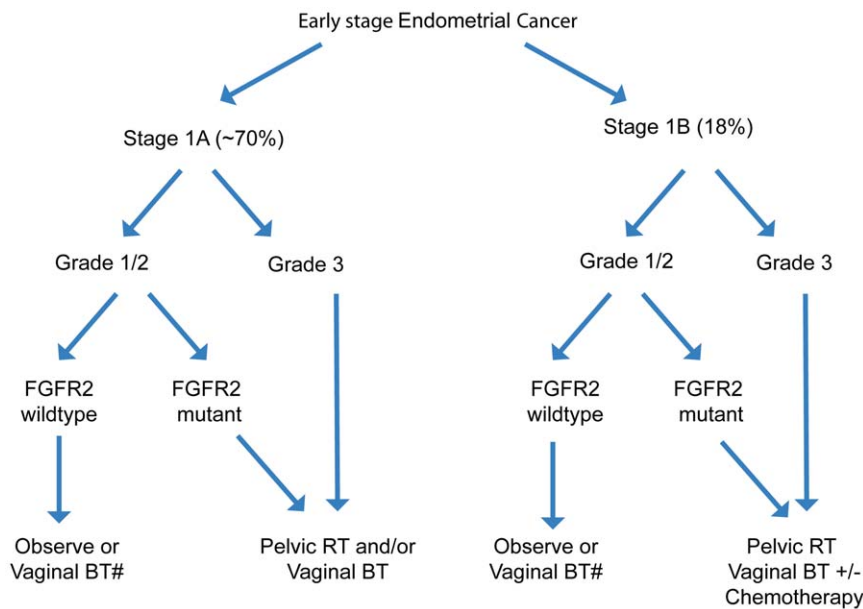 Early stage Endometrial Cancer
Stage 1A (~70%)
Stage 1B (18%)
Grade 1/2
Grade 3
Grade 1/2
Grade 3
FGFR2
wildtype
FGFR2
mutant
FGFR2
wildtype
FGFR2
mutant
Observe or
Vaginal BT#
Pelvic RT and/or
Vaginal BT
Observe or
Vaginal BT#
Pelvic RT
Vaginal BT +/-
Chemotherapy